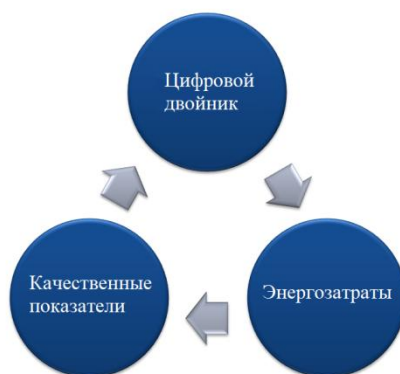 Цифровой
двойник
Качественные
показатели
Энергозатраты